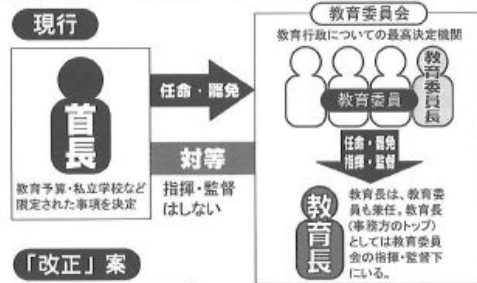 現行
首長
教育予算・私立学校など
限定された事項を決定
任命・罷免
対等
指揮・監督
はしない
教育委員会
教育行政についての最高決定機関
教育委員
教育委員長
任命・罷免
指揮・監督
教育長
教育長は、教育委
員も兼任。教育長
(事務方のトップ)
としては教育委員
会の指揮・監督下
にいる。
「改正」案